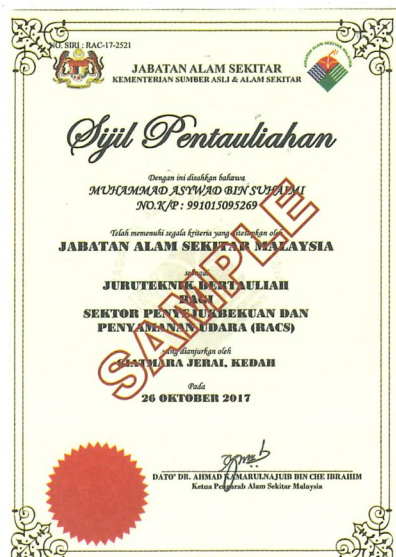 NO. SIRI : RAC-17-2521
JABATAN ALAM SEKITAR
KEMENTERIAN SUMBER ASLI & ALAM SEKITAR
Sijil Pentauliahan
Dengan ini disahkan bahawa
MUHAMMAD ASYWAD BIN SUHAIMI
NO.K/P : 991015095269
Telah memenuhi segala kriteria yang ditetapkan oleh
JABATAN ALAM SEKITAR MALAYSIA
sebagai
JURUTEKNIK BERTAULIAH
BAGI
SEKTOR PENYEJUKBEKUAN DAN
PENYAMANAN UDARA (RACS)
yang dianjurkan oleh
GIATMARA JERAI, KEDAH
Pada
26 OKTOBER 2017
SAMPLE
DATO' DR. AHMAD KAMARULNAJUIB BIN CHE IBRAHIM
Ketua Pengarah Alam Sekitar Malaysia